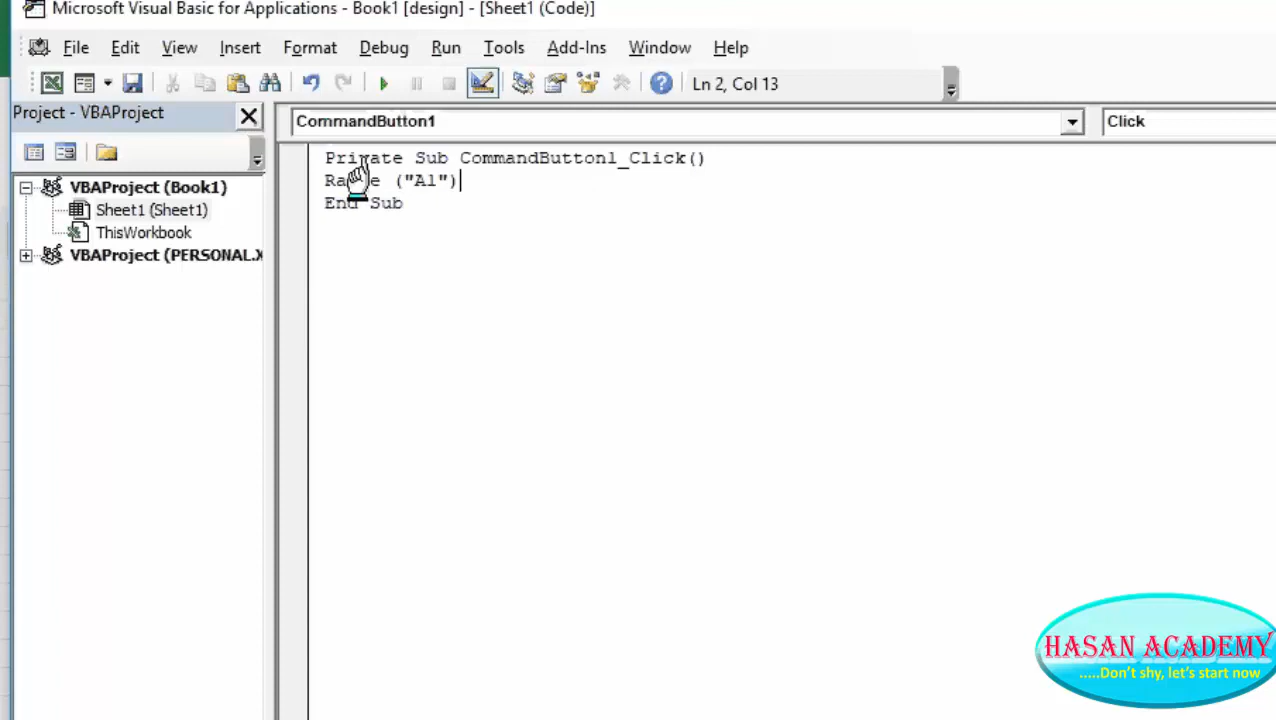 Microsoft Visual Basic for Applications - Book1 [design] - [Sheet1 (Code)]
File Edit View Insert Format Debug Run Tools Add-Ins Window Help
Ln 2, Col 13
Project - VBAProject
CommandButton1 Click
VBAProject (Book1)
Sheet1 (Sheet1)
ThisWorkbook
VBAProject (PERSONAL.X
Private Sub CommandButton1_Click()
("A1")
End Sub
HASAN ACADEMY
.....Don't shy, let's start now